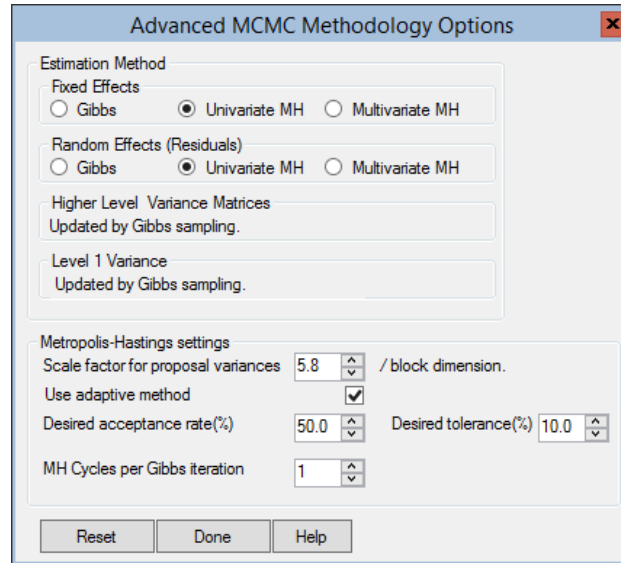 Advanced MCMC Methodology Options
Estimation Method
Fixed Effects
Gibbs Univariate MH Multivariate MH
Random Effects (Residuals)
Gibbs Univariate MH Multivariate MH
Higher Level Variance Matrices
Updated by Gibbs sampling.
Level 1 Variance
Updated by Gibbs sampling.
Metropolis-Hastings settings
Scale factor for proposal variances 5.8 / block dimension.
Use adaptive method
Desired acceptance rate(%) 50.0 Desired tolerance(%) 10.0
MH Cycles per Gibbs iteration 1
Reset Done Help